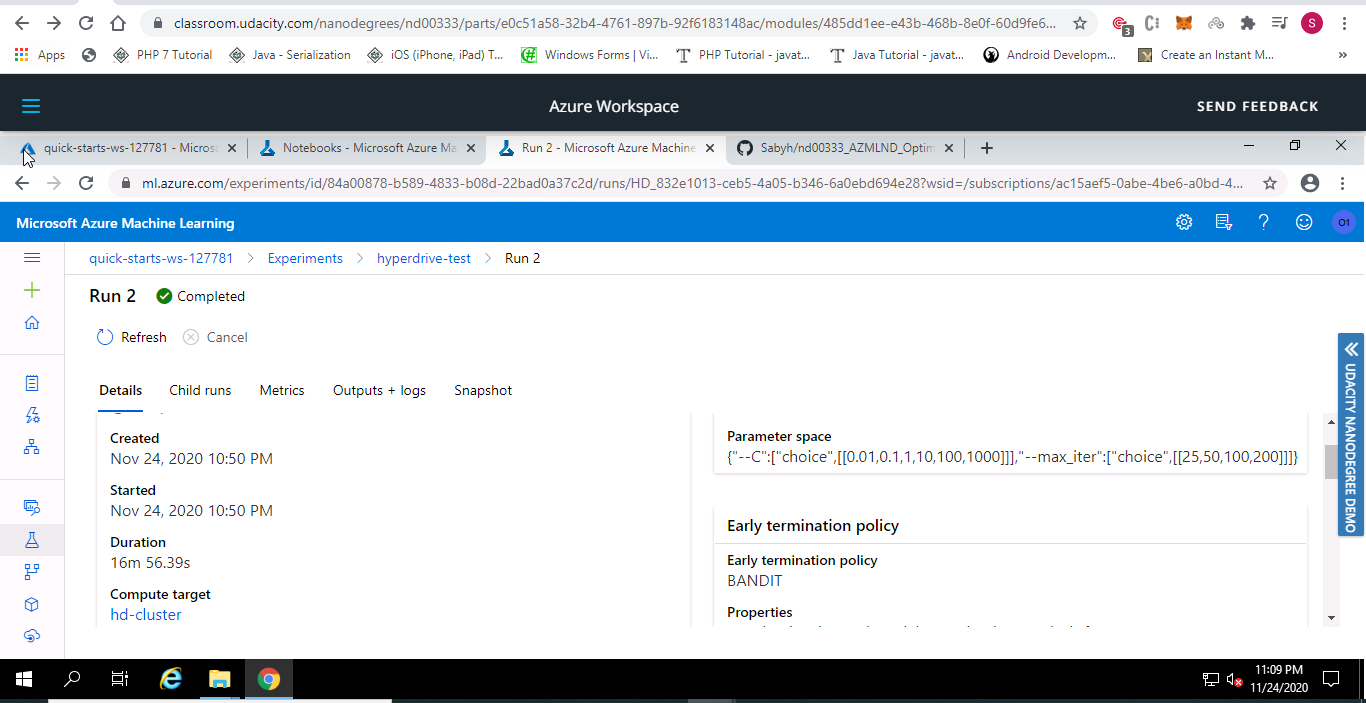 classroom.udacity.com/nanodegrees/nd00333/parts/e0c51a58-32b4-4761-897b-92f6183148ac/modules/485dd1ee-e43b-468b-8e0f-60d9fe6...
3
S
Apps
PHP 7 Tutorial
Java - Serialization
iOS (iPhone, iPad) T...
Windows Forms | Vi...
PHP Tutorial - javat...
Java Tutorial - javat...
Android Developm...
Create an Instant M...
»
Azure Workspace
SEND FEEDBACK
quick-starts-ws-127781 - Micros
Notebooks - Microsoft Azure Ma
Run 2 - Microsoft Azure Machine
Sabyh/nd00333_AZMLND_Optim
ml.azure.com/experiments/id/84a00878-b589-4833-b08d-22bad0a37c2d/runs/HD_832e1013-ceb5-4a05-b346-6a0ebd694e28?wsid=/subscriptions/ac15aef5-0abe-4be6-a0bd-4...
Microsoft Azure Machine Learning
O1
quick-starts-ws-127781 > Experiments > hyperdrive-test > Run 2
Run 2 Completed
Refresh Cancel
Details Child runs Metrics Outputs + logs Snapshot
Created
Nov 24, 2020 10:50 PM
Started
Nov 24, 2020 10:50 PM
Duration
16m 56.39s
Compute target
hd-cluster
Parameter space
{"--C":["choice",[[0.01,0.1,1,10,100,1000]]],"--max_iter":["choice",[[25,50,100,200]]]}
Early termination policy
Early termination policy
BANDIT
Properties
UDACITY NANODEGREE DEMO
11:09 PM
11/24/2020